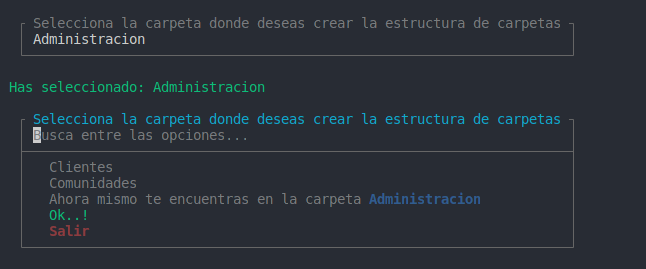 Selecciona la carpeta donde deseas crear la estructura de carpetas
Administracion
Has seleccionado: Administracion
Selecciona la carpeta donde deseas crear la estructura de carpetas
Busca entre las opciones...
Clientes
Comunidades
Ahora mismo te encuentras en la carpeta Administracion
Ok..!
Salir